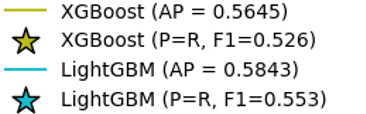 XGBoost (AP = 0.5645)
XGBoost (P=R, F1=0.526)
LightGBM (AP = 0.5843)
LightGBM (P=R, F1=0.553)